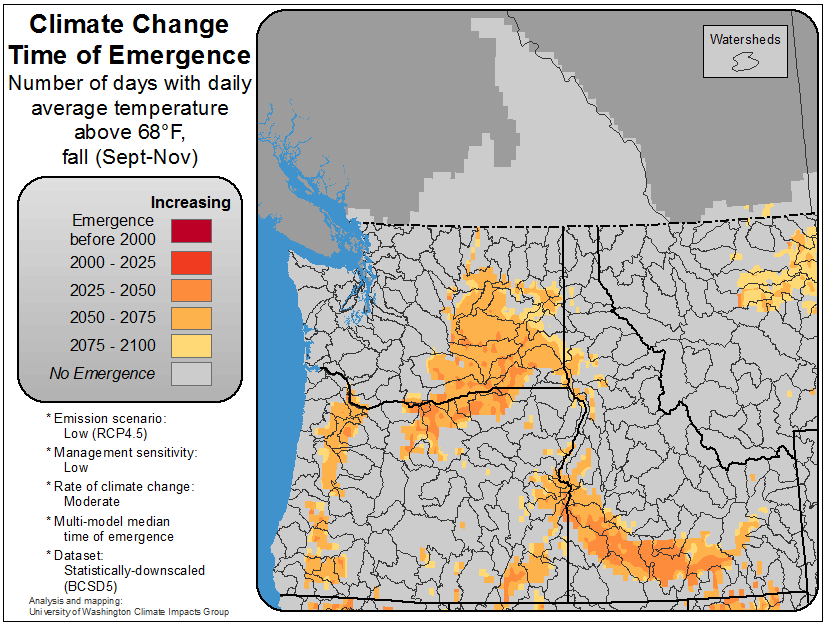 Climate Change
Time of Emergence
Number of days with daily
average temperature
above 68°F,
fall (Sept-Nov)
Increasing
Emergence
before 2000
2000 - 2025
2025 - 2050
2050 - 2075
2075 - 2100
No Emergence
* Emission scenario:
Low (RCP4.5)
* Management sensitivity:
Low
* Rate of climate change:
Moderate
* Multi-model median
time of emergence
* Dataset:
Statistically-downscaled
(BCSD5)
Analysis and mapping:
University of Washington Climate Impacts Group
Watersheds